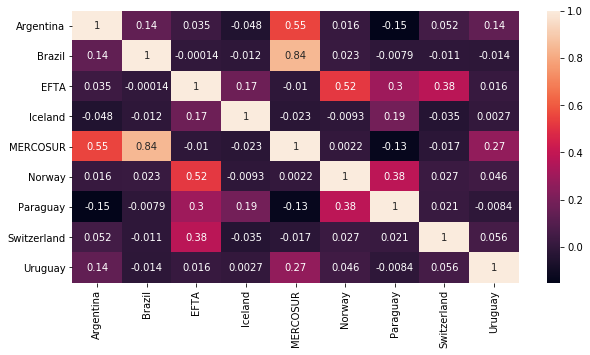 Argentina 1 0.14 0.035 -0.048 0.55 0.016 -0.15 0.052 0.14
Brazil 0.14 1 -0.00014 -0.012 0.84 0.023 -0.0079 -0.011 -0.014
EFTA 0.035 -0.00014 1 0.17 -0.01 0.52 0.3 0.38 0.016
Iceland -0.048 -0.012 0.17 1 -0.023 -0.0093 0.19 -0.035 0.0027
MERCOSUR 0.55 0.84 -0.01 -0.023 1 0.0022 -0.13 -0.017 0.27
Norway 0.016 0.023 0.52 -0.0093 0.0022 1 0.38 0.027 0.046
Paraguay -0.15 -0.0079 0.3 0.19 -0.13 0.38 1 0.021 -0.0084
Switzerland 0.052 -0.011 0.38 -0.035 -0.017 0.027 0.021 1 0.056
Uruguay 0.14 -0.014 0.016 0.0027 0.27 0.046 -0.0084 0.056 1
Argentina
Brazil
EFTA
Iceland
MERCOSUR
Norway
Paraguay
Switzerland
Uruguay
1.0
0.8
0.6
0.4
0.2
0.0